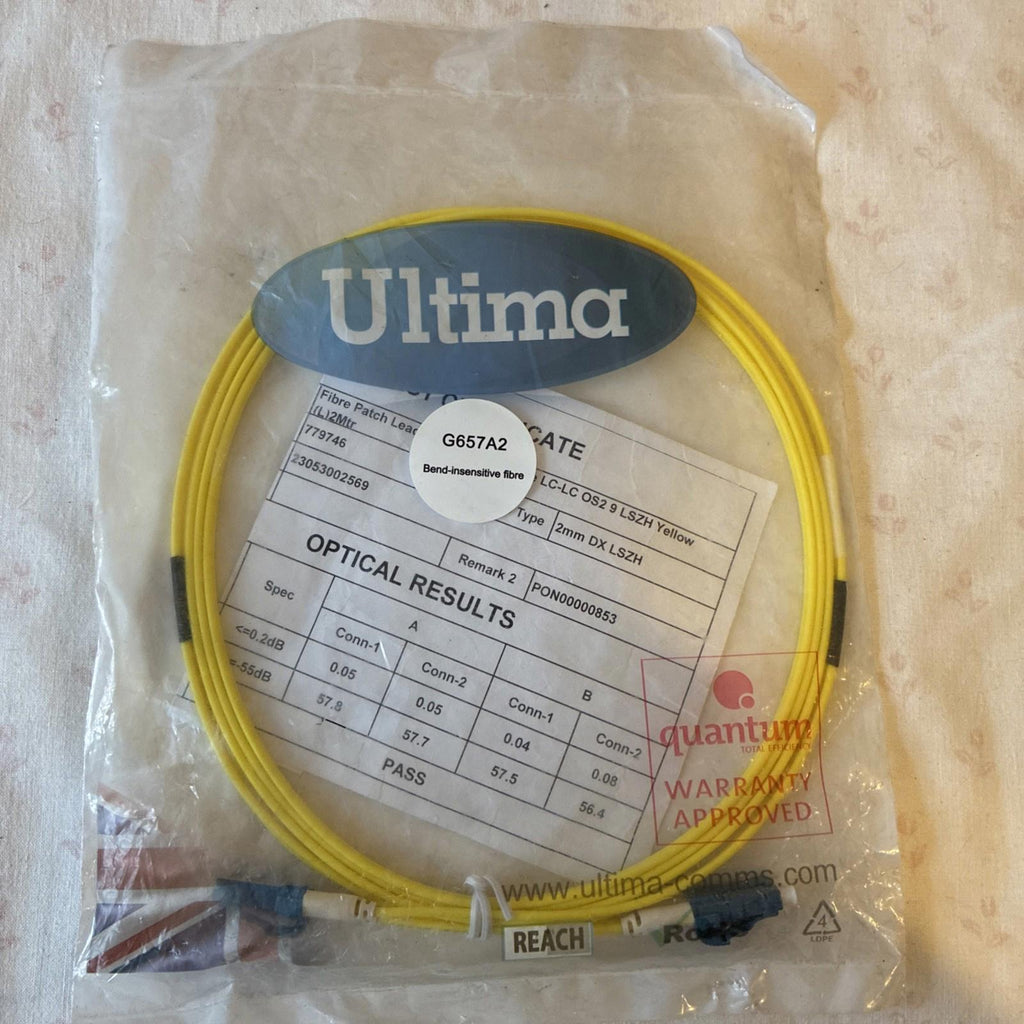 Ultima
G657A2
Bend-insensitive fibre
CATE
Fibre Patch Lead
LC-LC OS2 9 LSZH Yellow
(L)2Mtr
779746
Type
2mm DX LSZH
23053002569
Remark 2
PON00000853
OPTICAL RESULTS
Spec
A
B
Conn-1
Conn-2
Conn-1
Conn-2
<=0.2dB
0.05
0.05
0.04
0.08
=-55dB
57.8
57.7
57.5
56.4
PASS
quantum
TOTAL EFFICIENCY
WARRANTY
APPROVED
www.ultima-comms.com
REACH
RoHS
4
LDPE